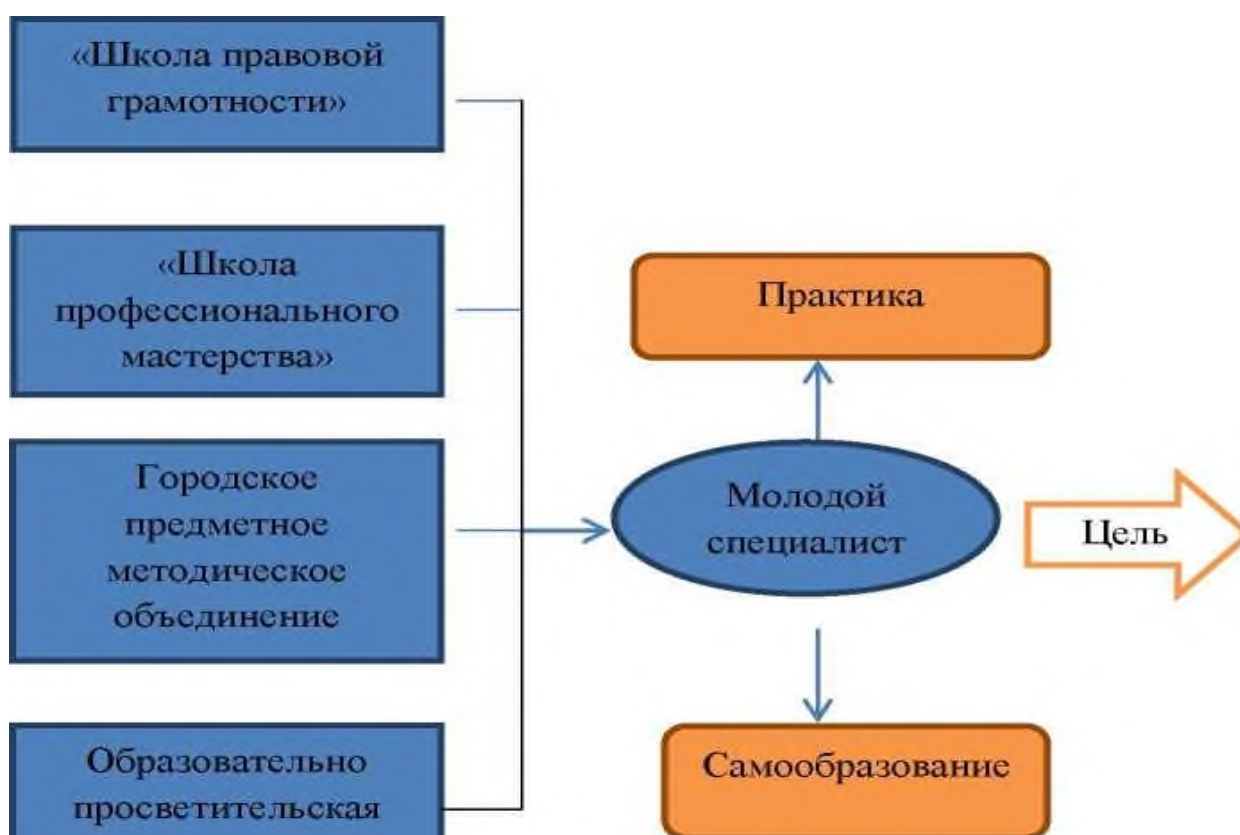 «Школа правовой
грамотности»
«Школа
профессионального
мастерства»
Городское
предметное
методическое
объединение
Образовательно
просветительская
Практика
Молодой
специалист
Цель
Самообразование